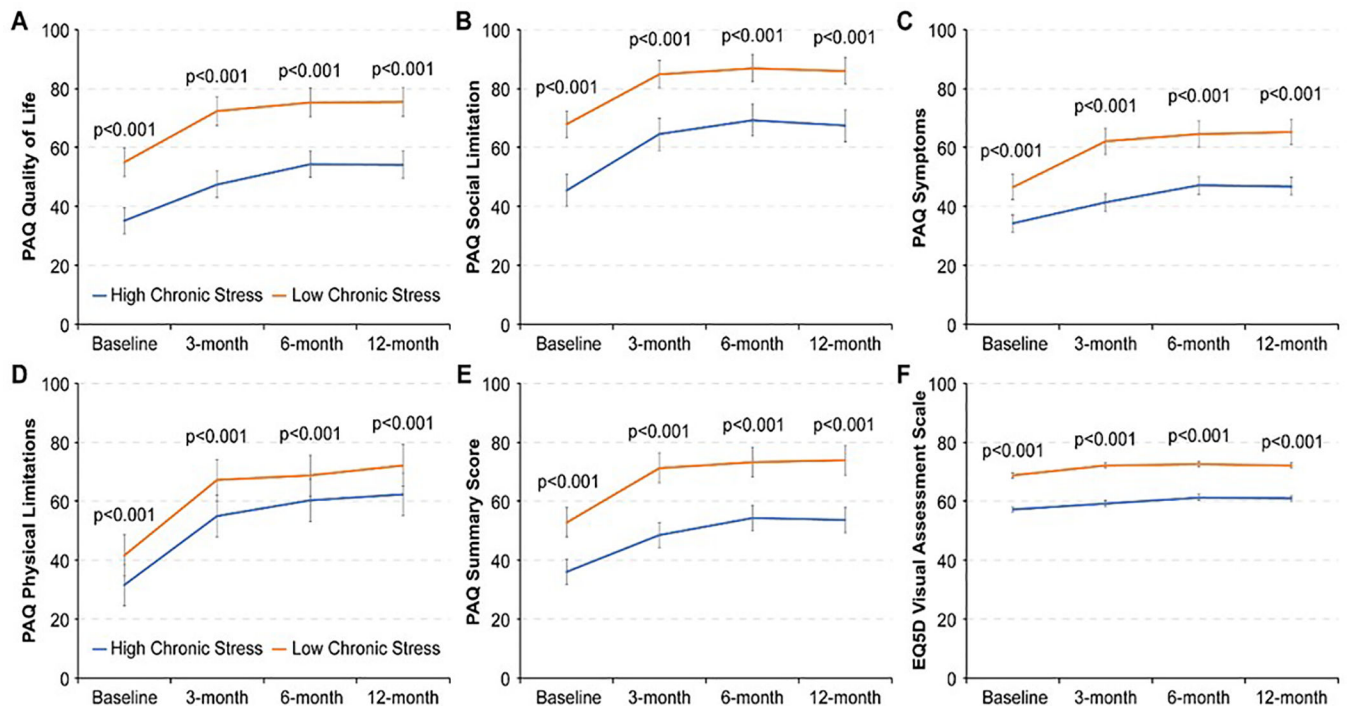 A
PAQ Quality of Life
100
80
60
40
20
0
p<0.001
p<0.001
p<0.001
p<0.001
High Chronic Stress
Low Chronic Stress
Baseline
3-month
6-month
12-month
B
PAQ Social Limitation
100
80
60
40
20
0
p<0.001
p<0.001
p<0.001
p<0.001
Baseline
3-month
6-month
12-month
C
PAQ Symptoms
100
80
60
40
20
0
p<0.001
p<0.001
p<0.001
p<0.001
Baseline
3-month
6-month
12-month
D
PAQ Physical Limitations
100
80
60
40
20
0
p<0.001
p<0.001
p<0.001
p<0.001
High Chronic Stress
Low Chronic Stress
Baseline
3-month
6-month
12-month
E
PAQ Summary Score
100
80
60
40
20
0
p<0.001
p<0.001
p<0.001
p<0.001
Baseline
3-month
6-month
12-month
F
EQ5D Visual Assessment Scale
100
80
60
40
20
0
p<0.001
p<0.001
p<0.001
p<0.001
Baseline
3-month
6-month
12-month